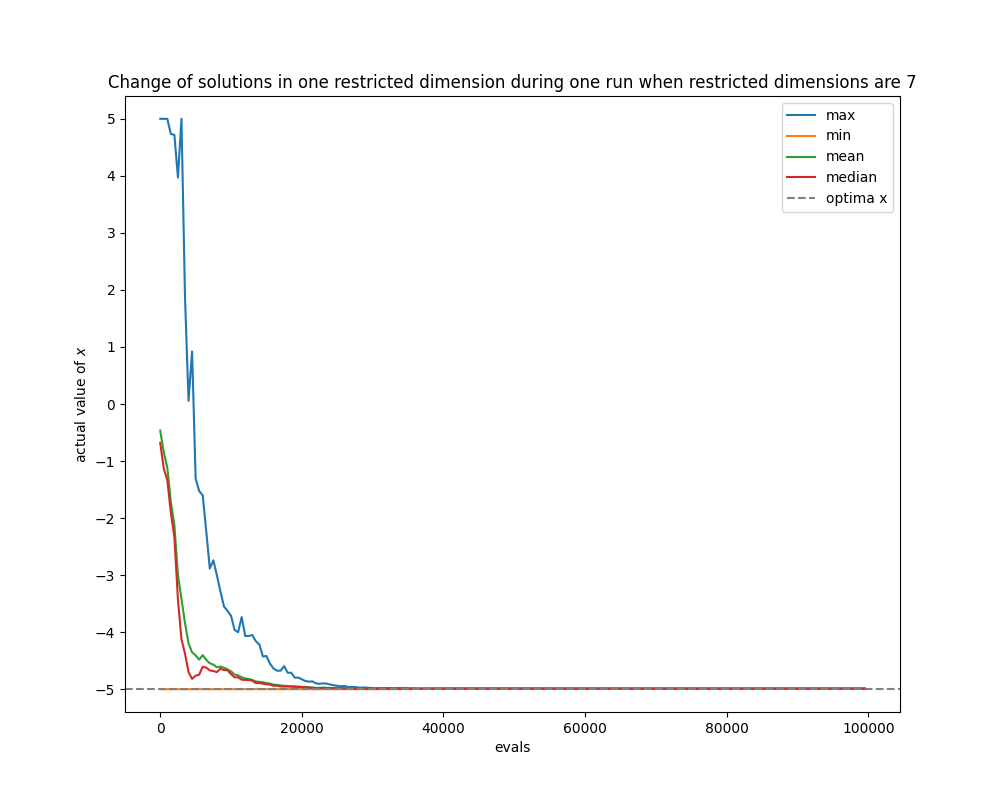 Change of solutions in one restricted dimension during one run when restricted dimensions are 7
max
min
mean
median
optima x
5
4
3
2
1
0
−1
−2
−3
−4
−5
actual value of x
0
20000
40000
60000
80000
100000
evals